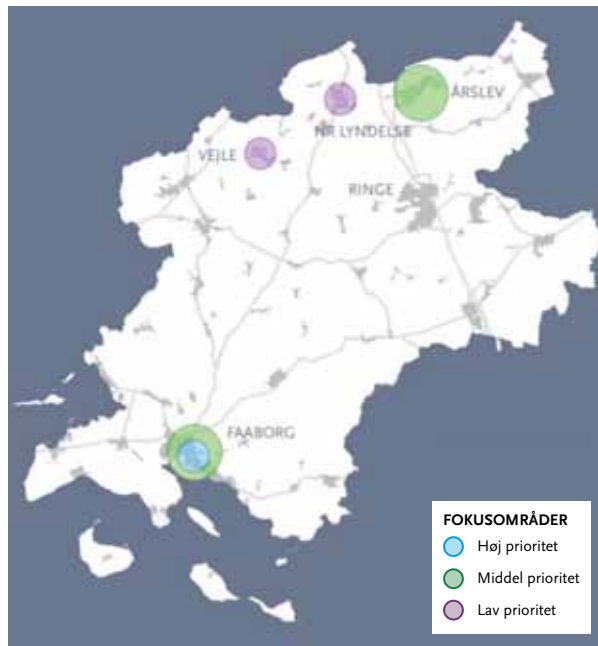 ÅRSLEV
NR LYNDELSE
VEJLE
RINGE
FAABORG
FOKUSOMRÅDER
Høj prioritet
Middel prioritet
Lav prioritet